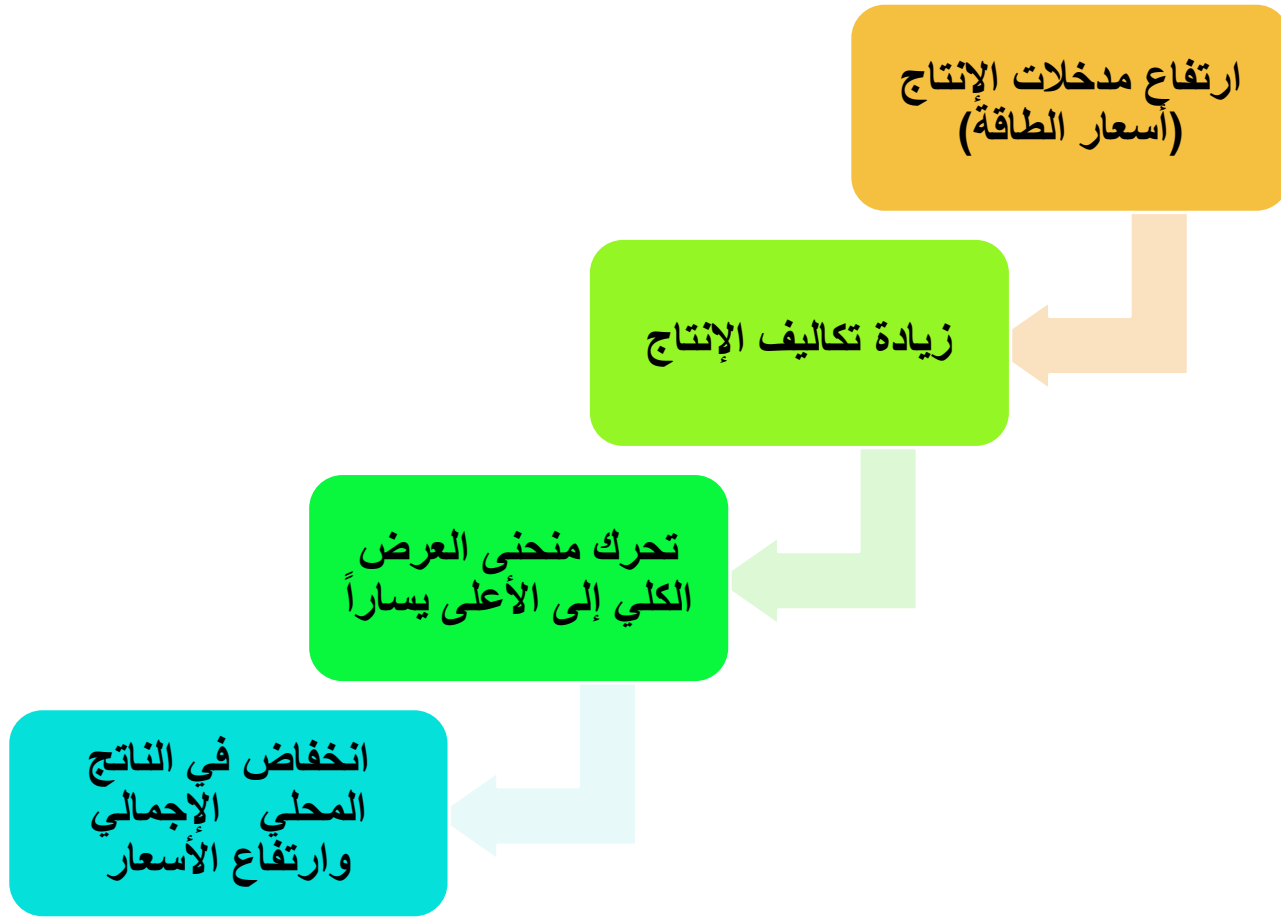 ارتفاع مدخلات الإنتاج
(أسعار الطاقة)
زيادة تكاليف الإنتاج
تحرك منحنى العرض
الكلي إلى الأعلى يساراً
انخفاض في الناتج
المحلي الإجمالي
وارتفاع الأسعار